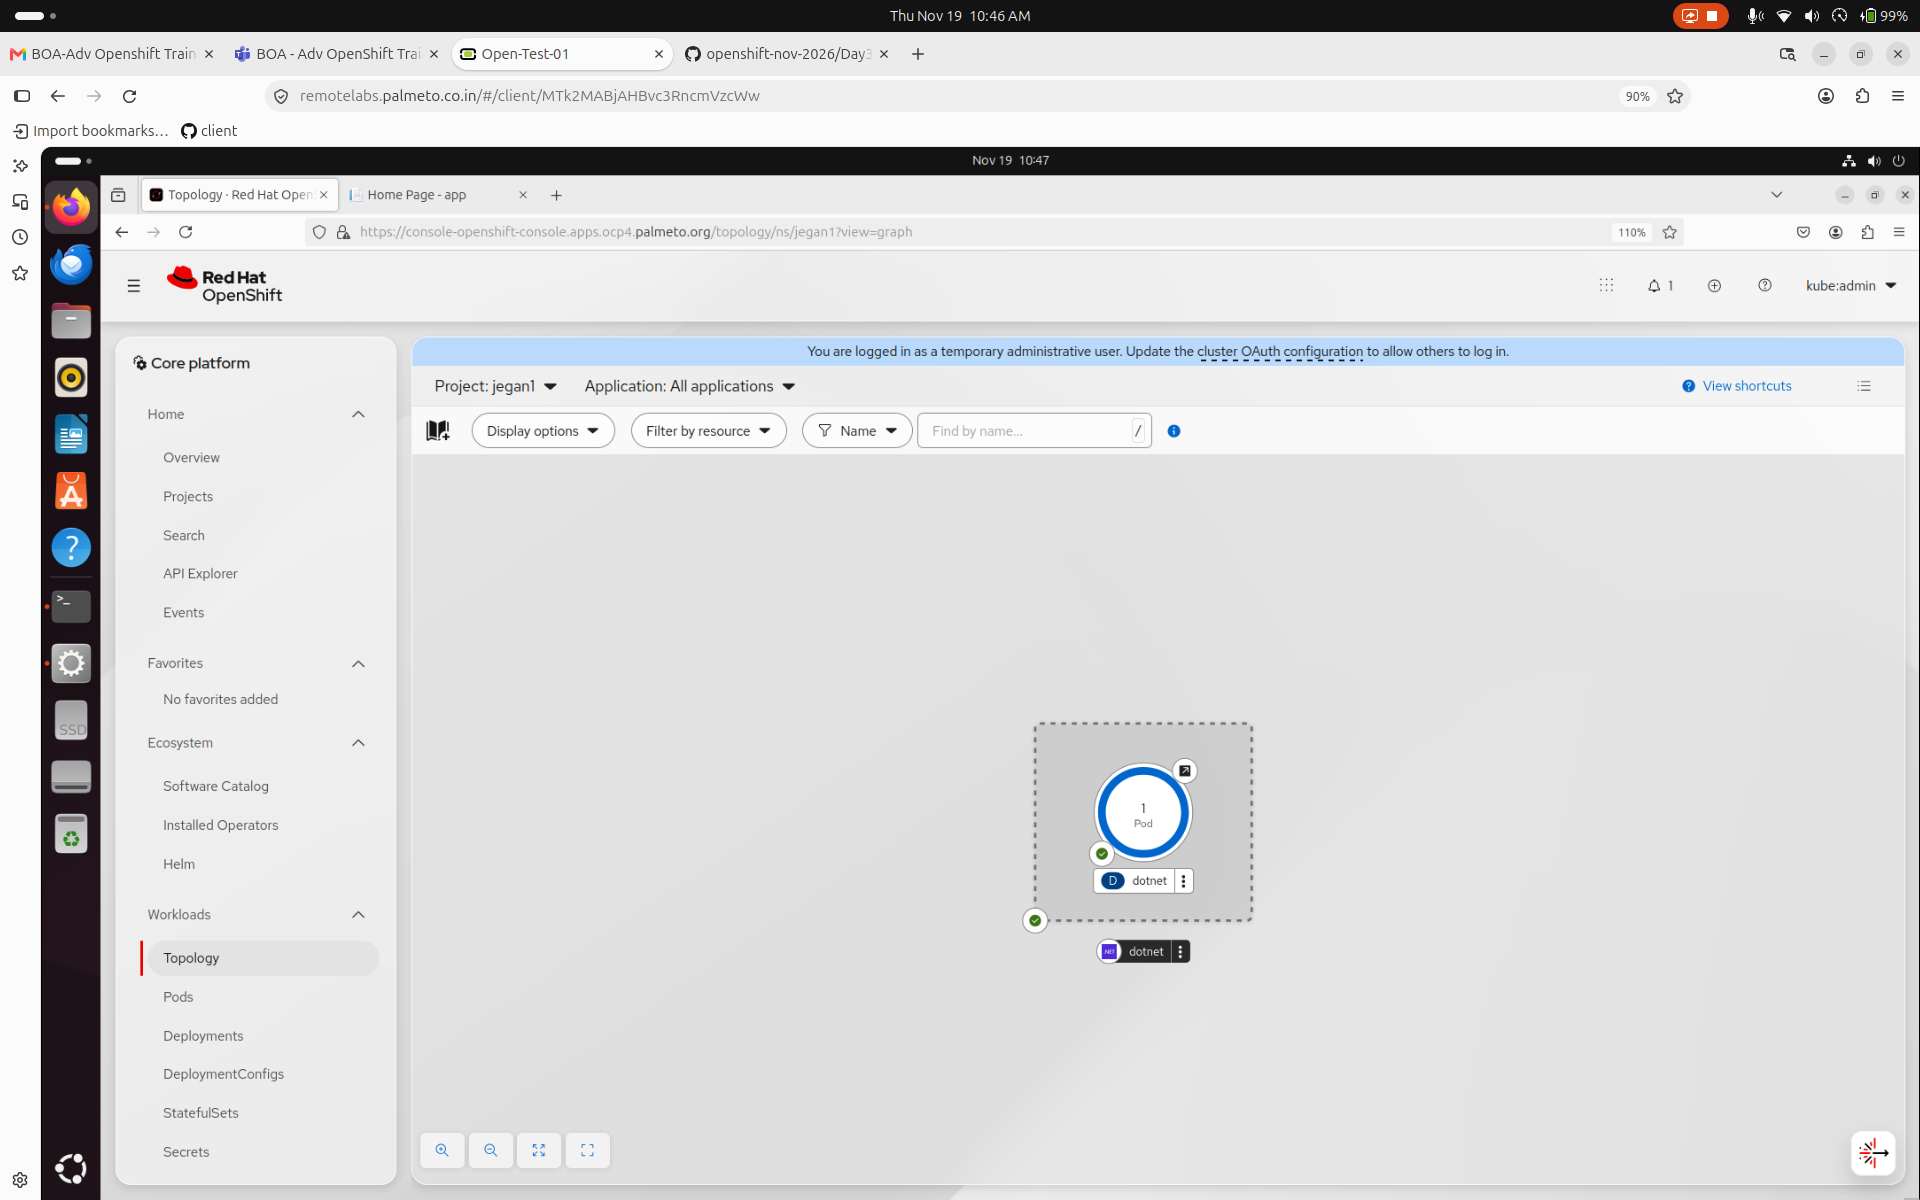 Thu Nov 19 10:46 AM
99%
BOA-Adv Openshift Train
BOA - Adv OpenShift Trai
Open-Test-01
openshift-nov-2026/Day3
remotelabs.palmeto.co.in/#/client/MTk2MABjAHBvc3RncmVzcWw
90%
Import bookmarks...
client
Nov 19 10:47
Topology · Red Hat Open
Home Page - app
https://console-openshift-console.apps.ocp4.palmeto.org/topology/ns/jegan1?view=graph
110%
Red Hat
OpenShift
1
kube:admin
Core platform
Home
Overview
Projects
Search
API Explorer
Events
Favorites
No favorites added
Ecosystem
Software Catalog
Installed Operators
Helm
Workloads
Topology
Pods
Deployments
DeploymentConfigs
StatefulSets
Secrets
You are logged in as a temporary administrative user. Update the cluster OAuth configuration to allow others to log in.
Project: jegan1
Application: All applications
View shortcuts
Display options
Filter by resource
Name
Find by name...
/
1
Pod
D dotnet
.NET dotnet
SSD